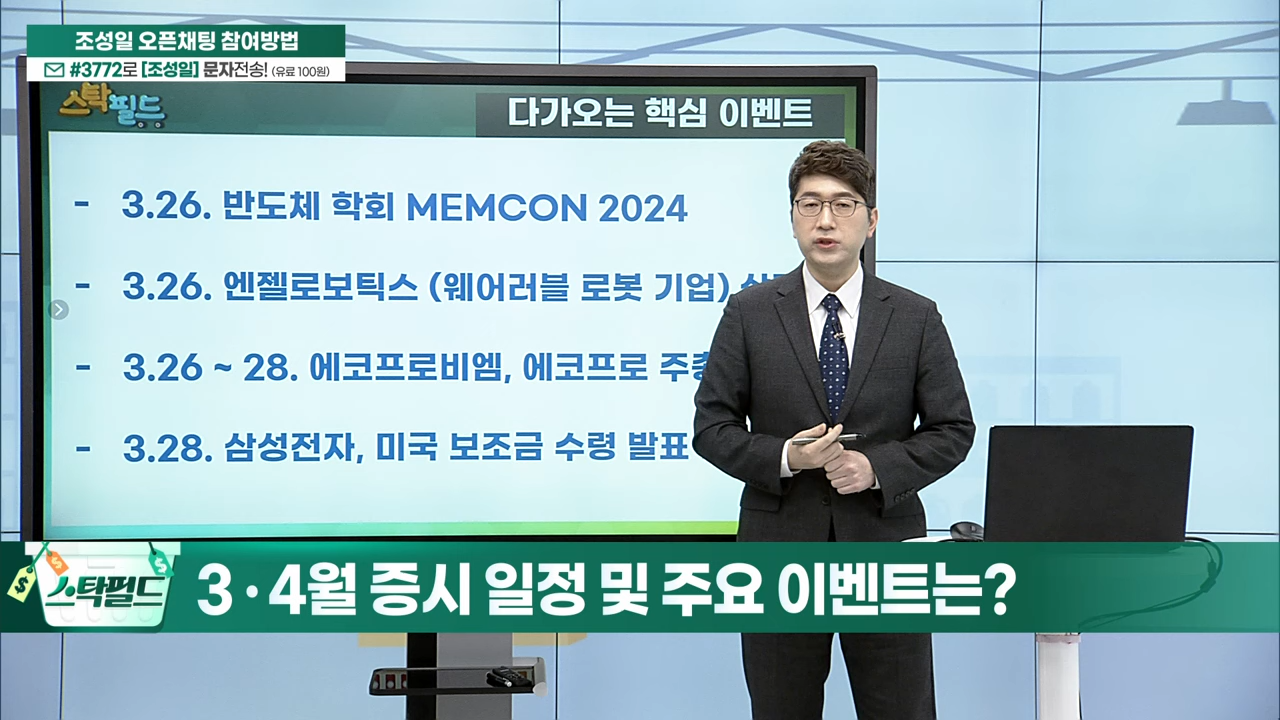 조성일 오픈채팅 참여방법
#3772로 [조성일] 문자전송! (유료 100원)
스탁필드
다가오는 핵심 이벤트
- 3.26. 반도체 학회 MEMCON 2024
- 3.26. 엔젤로보틱스 (웨어러블 로봇 기업)
- 3.26 ~ 28. 에코프로비엠, 에코프로
- 3.28. 삼성전자, 미국 보조금 수령 발표
스탁필드
3·4월 증시 일정 및 주요 이벤트는?